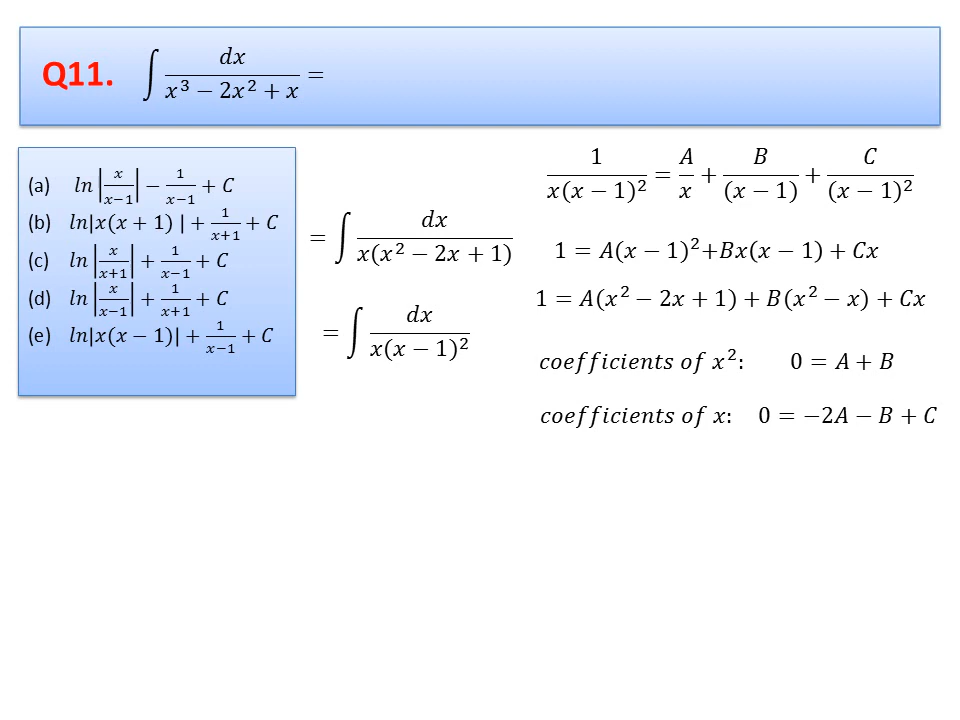 Q11. ∫ dx / (x³ − 2x² + x) =
(a) ln|x/(x−1)| − 1/(x−1) + C
(b) ln|x(x + 1) | + 1/(x+1) + C
(c) ln|x/(x+1)| + 1/(x−1) + C
(d) ln|x/(x−1)| + 1/(x+1) + C
(e) ln|x(x − 1)| + 1/(x−1) + C
= ∫ dx / (x(x² − 2x + 1))
= ∫ dx / (x(x − 1)²)
1 / (x(x − 1)²) = A/x + B/(x − 1) + C/(x − 1)²
1 = A(x − 1)²+Bx(x − 1) + Cx
1 = A(x² − 2x + 1) + B(x² − x) + Cx
coefficients of x²: 0 = A + B
coefficients of x: 0 = −2A − B + C